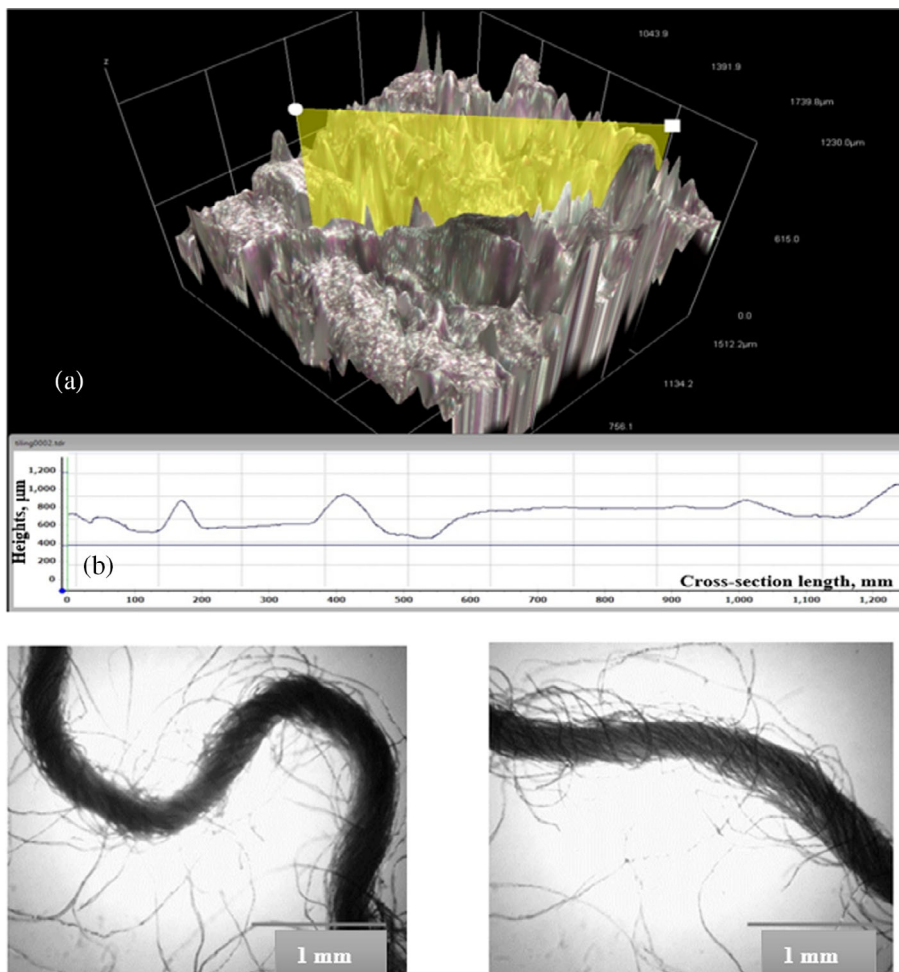 z
1043.9
1391.9
1739.8µm
1230.0µm
615.0
0.0
1512.2µm
1134.2
756.1
(a)
tiling0002.sdr
1,200
1,000
800
600
400
200
0
Heights, µm
(b)
Cross-section length, mm
0 100 200 300 400 500 600 700 800 900 1,000 1,100 1,200
1 mm
1 mm